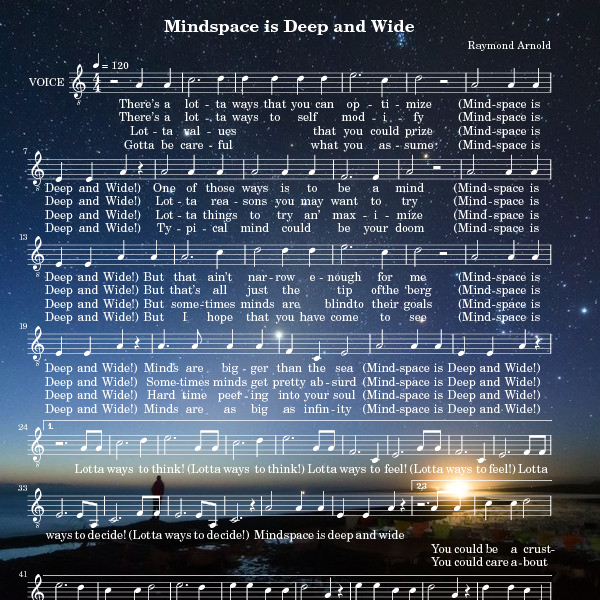 Mindspace is Deep and Wide
Raymond Arnold
= 120
VOICE
There's a lot - ta ways that you can op - ti - mize (Mind-space is
There's a lot - ta ways to self mod - i - fy (Mind-space is
Lot - ta val - ues that you could prize (Mind-space is
Gotta be care - ful what you as - sume (Mind-space is
7
Deep and Wide!) One of those ways is to be a mind (Mind-space is
Deep and Wide!) Lot - ta rea - sons you may want to try (Mind-space is
Deep and Wide!) Lot - ta things to try an' max - i - mize (Mind-space is
Deep and Wide!) Ty - pi - cal mind could be your doom (Mind-space is
13
Deep and Wide!) But that ain't nar - row e - nough for me (Mind-space is
Deep and Wide!) But that's all just the tip ofthe 'berg (Mind-space is
Deep and Wide!) But some-times minds are blindto their goals (Mind-space is
Deep and Wide!) But I hope that you have come to see (Mind-space is
19
Deep and Wide!) Minds are big - ger than the sea (Mind-space is Deep and Wide!)
Deep and Wide!) Some-times minds get pretty ab - surd (Mind-space is Deep and Wide!)
Deep and Wide!) Hard time peer - ing into your soul (Mind-space is Deep and Wide!)
Deep and Wide!) Minds are as big as infin - ity (Mind-space is Deep and Wide!)
24
1.
Lotta ways to think! (Lotta ways to think!) Lotta ways to feel! (Lotta ways to feel!) Lotta
33
2,3
ways to decide! (Lotta ways to decide!) Mindspace is deep and wide
You could be a crust-
You could care a - bout
41